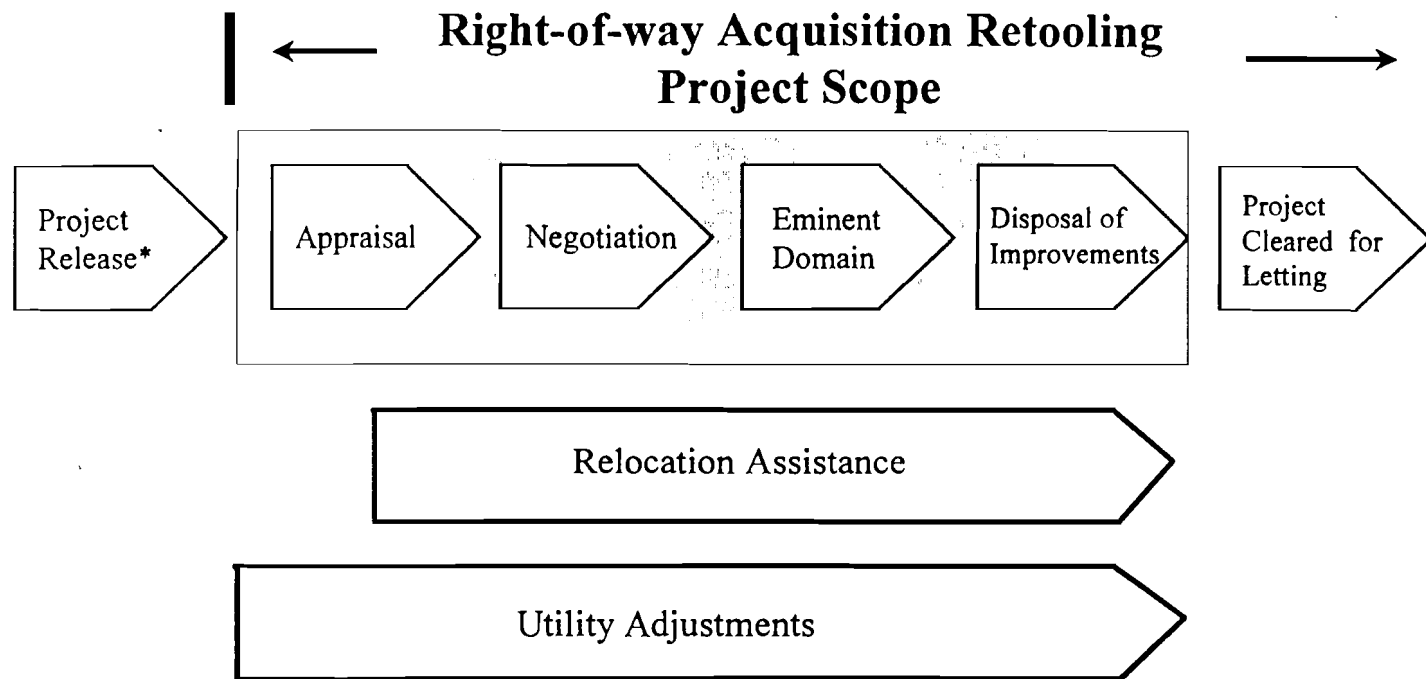 Right-of-way Acquisition Retooling
Project Scope
Project
Release*
Appraisal
Negotiation
Eminent
Domain
Disposal of
Improvements
Project
Cleared for
Letting
Relocation Assistance
Utility Adjustments